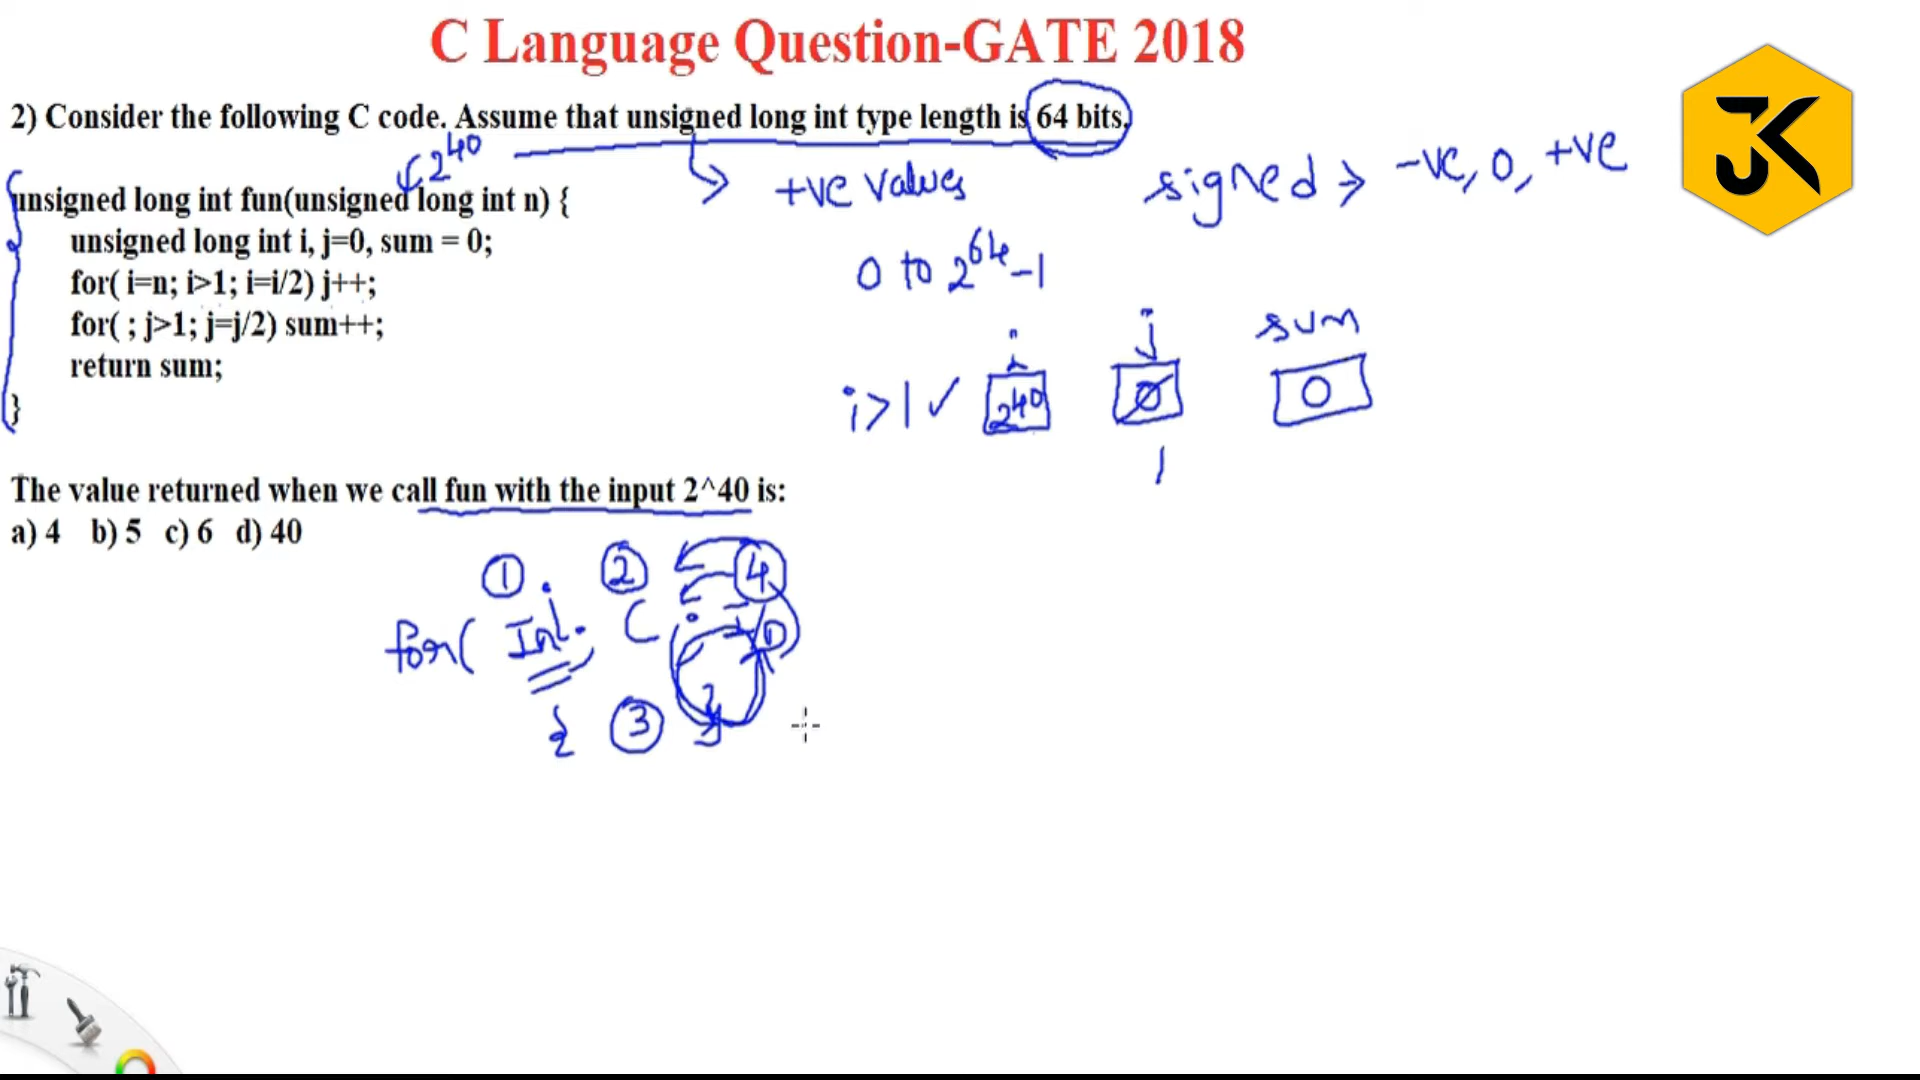 C Language Question-GATE 2018
2) Consider the following C code. Assume that unsigned long int type length is 64 bits.
2^40
unsigned long int fun(unsigned long int n) {
unsigned long int i, j=0, sum = 0;
for( i=n; i>1; i=i/2) j++;
for( ; j>1; j=j/2) sum++;
return sum;
}
+ve values
signed → -ve, 0, +ve
0 to 2^64-1
i j sum
i>1 ✓ 2^40 0 0
1
The value returned when we call fun with the input 2^40 is:
a) 4 b) 5 c) 6 d) 40
1 2 4
for( Inl. ; C ; I/D)
{ 3 }
JK